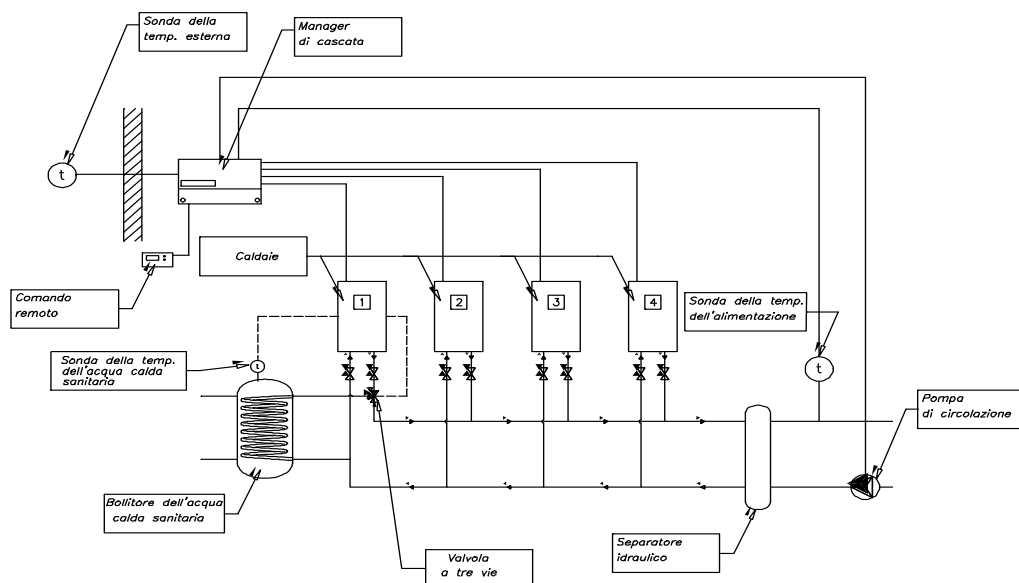 Sonda della
temp. esterna
Manager
di cascata
t
Caldaie
Comando
remoto
1
2
3
4
Sonda della temp.
dell'alimentazione
Sonda della temp.
dell'acqua calda
sanitaria
t
t
Pompa
di circolazione
Bollitore dell'acqua
calda sanitaria
Valvola
a tre vie
Separatore
idraulico